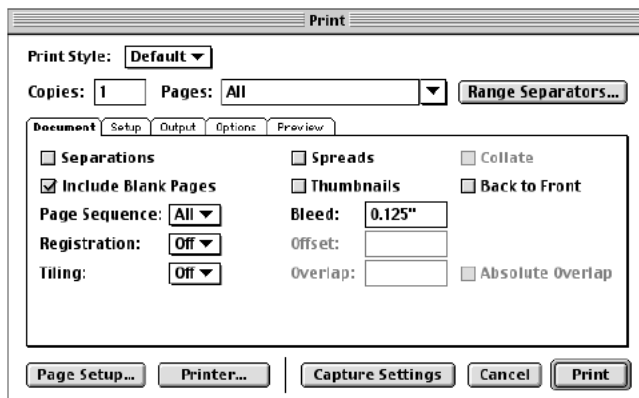 Print
Print Style: Default
Copies: 1 Pages: All Range Separators...
Document Setup Output Options Preview
Separations Spreads Collate
Include Blank Pages Thumbnails Back to Front
Page Sequence: All Bleed: 0.125"
Registration: Off Offset:
Tiling: Off Overlap: Absolute Overlap
Page Setup... Printer... Capture Settings Cancel Print